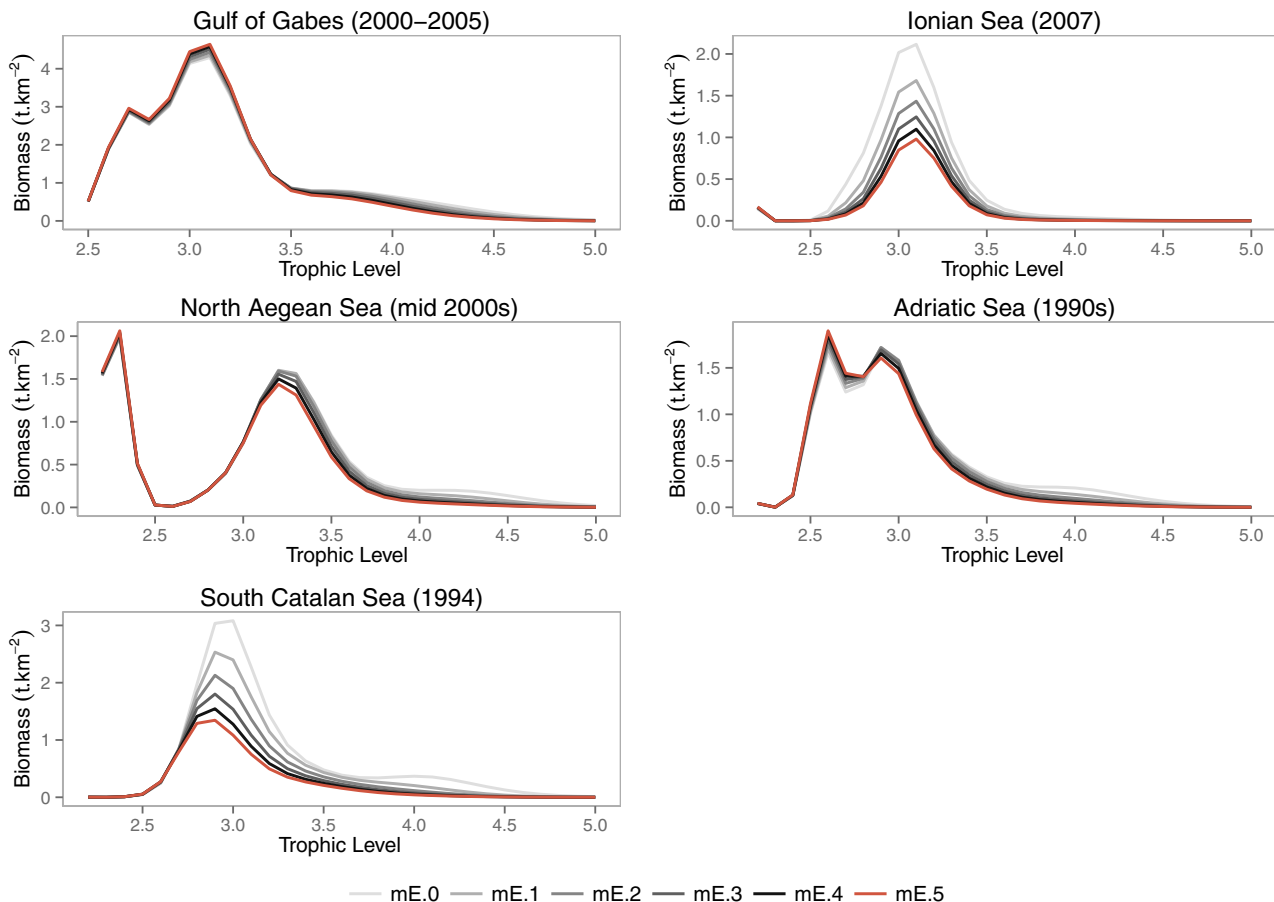 Gulf of Gabes (2000−2005)
Biomass (t.km−2)
4
3
2
1
0
2.5 3.0 3.5 4.0 4.5 5.0
Trophic Level
Ionian Sea (2007)
Biomass (t.km−2)
2.0
1.5
1.0
0.5
0.0
2.5 3.0 3.5 4.0 4.5 5.0
Trophic Level
North Aegean Sea (mid 2000s)
Biomass (t.km−2)
2.0
1.5
1.0
0.5
0.0
2.5 3.0 3.5 4.0 4.5 5.0
Trophic Level
Adriatic Sea (1990s)
Biomass (t.km−2)
1.5
1.0
0.5
0.0
2.5 3.0 3.5 4.0 4.5 5.0
Trophic Level
South Catalan Sea (1994)
Biomass (t.km−2)
3
2
1
0
2.5 3.0 3.5 4.0 4.5 5.0
Trophic Level
mE.0 mE.1 mE.2 mE.3 mE.4 mE.5